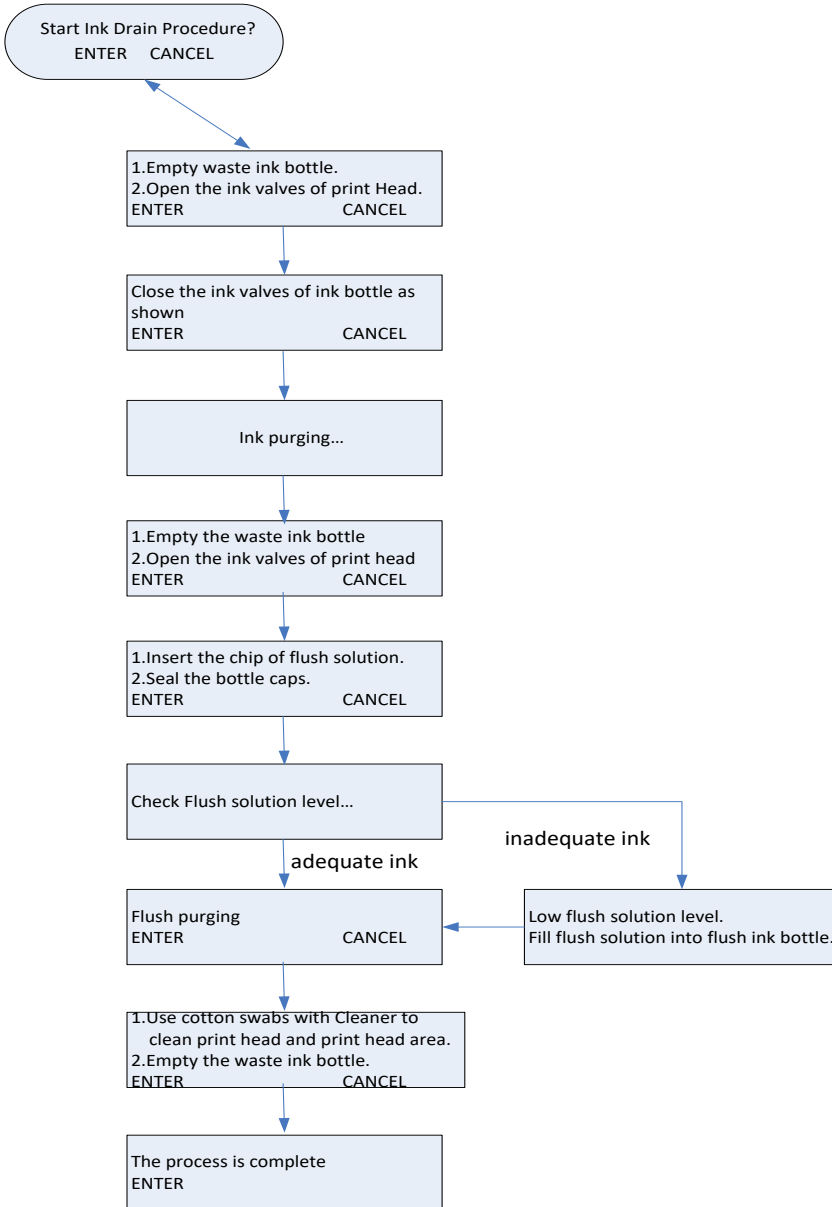 Start Ink Drain Procedure?
ENTER CANCEL
1.Empty waste ink bottle.
2.Open the ink valves of print Head.
ENTER CANCEL
Close the ink valves of ink bottle as
shown
ENTER CANCEL
Ink purging...
1.Empty the waste ink bottle
2.Open the ink valves of print head
ENTER CANCEL
1.Insert the chip of flush solution.
2.Seal the bottle caps.
ENTER CANCEL
Check Flush solution level...
inadequate ink
adequate ink
Flush purging
ENTER CANCEL
Low flush solution level.
Fill flush solution into flush ink bottle.
1.Use cotton swabs with Cleaner to
clean print head and print head area.
2.Empty the waste ink bottle.
ENTER CANCEL
The process is complete
ENTER